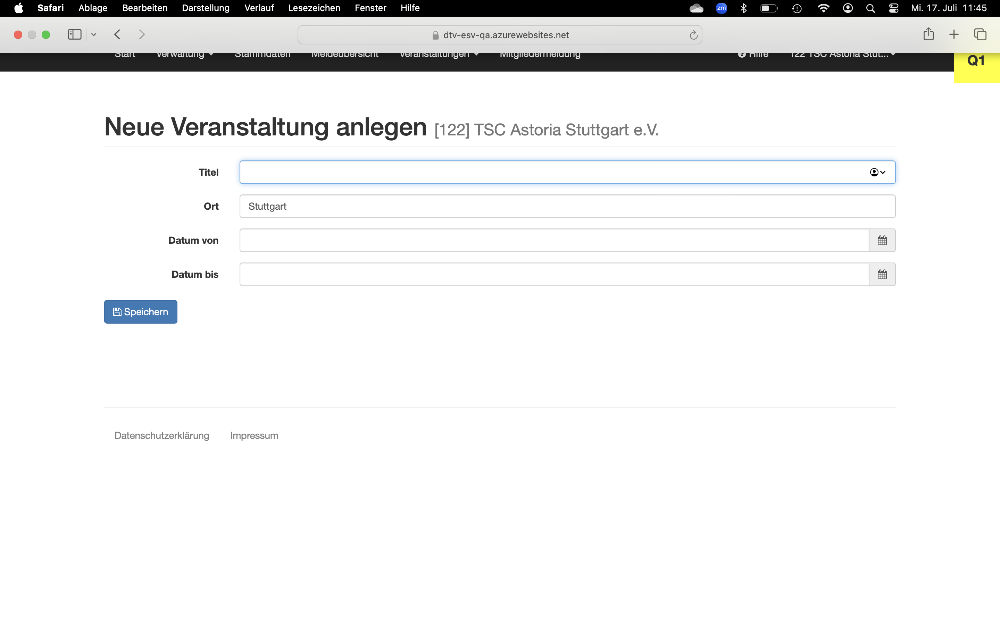 Safari Ablage Bearbeiten Darstellung Verlauf Lesezeichen Fenster Hilfe zm Mi. 17. Juli 11:45
dtv-esv-qa.azurewebsites.net
Start Verwaltung Stammdaten Meldeübersicht Veranstaltungen Mitgliedermeldung Hilfe 122 TSC Astoria Stut...
Q1
Neue Veranstaltung anlegen [122] TSC Astoria Stuttgart e.V.
Titel
Ort Stuttgart
Datum von
Datum bis
Speichern
Datenschutzerklärung Impressum